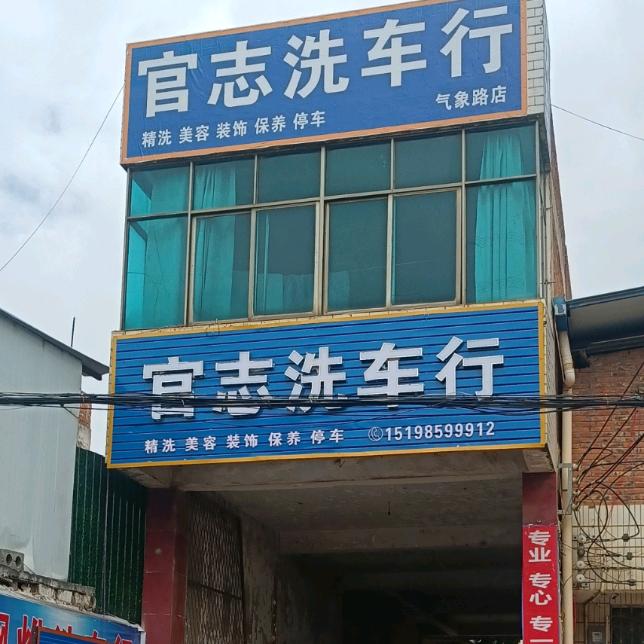 官志洗车行
气象路店
精洗 美容 装饰 保养 停车
官志洗车行
精洗 美容 装饰 保养 停车 15198599912
专业 专心 专